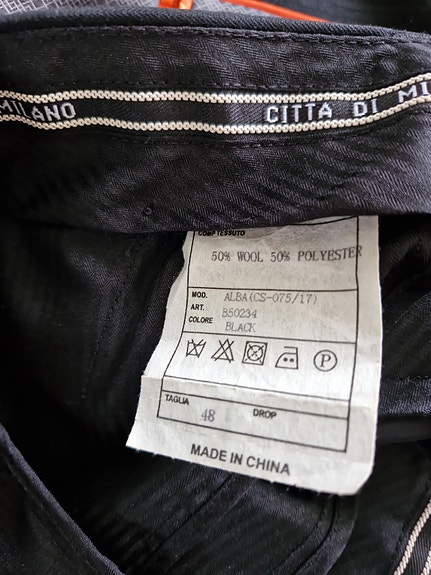 MILANO CITTA DI MI
COMP.TESSUTO
50% WOOL 50% POLYESTER
MOD. ALBA(CS-075/17)
ART. B50234
COLORE BLACK
P
TAGLIA 48 DROP
MADE IN CHINA